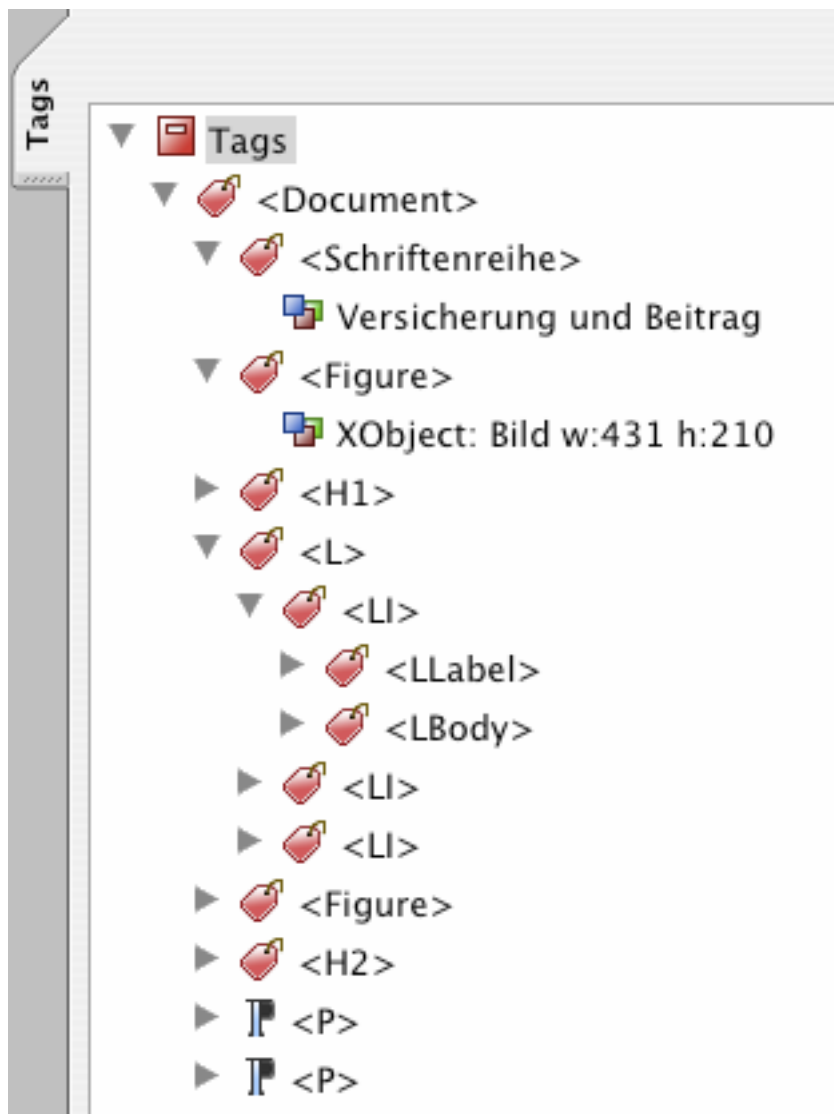 Tags
Tags
<Document>
<Schriftenreihe>
Versicherung und Beitrag
<Figure>
XObject: Bild w:431 h:210
<H1>
<L>
<LI>
<LLabel>
<LBody>
<LI>
<LI>
<Figure>
<H2>
<P>
<P>